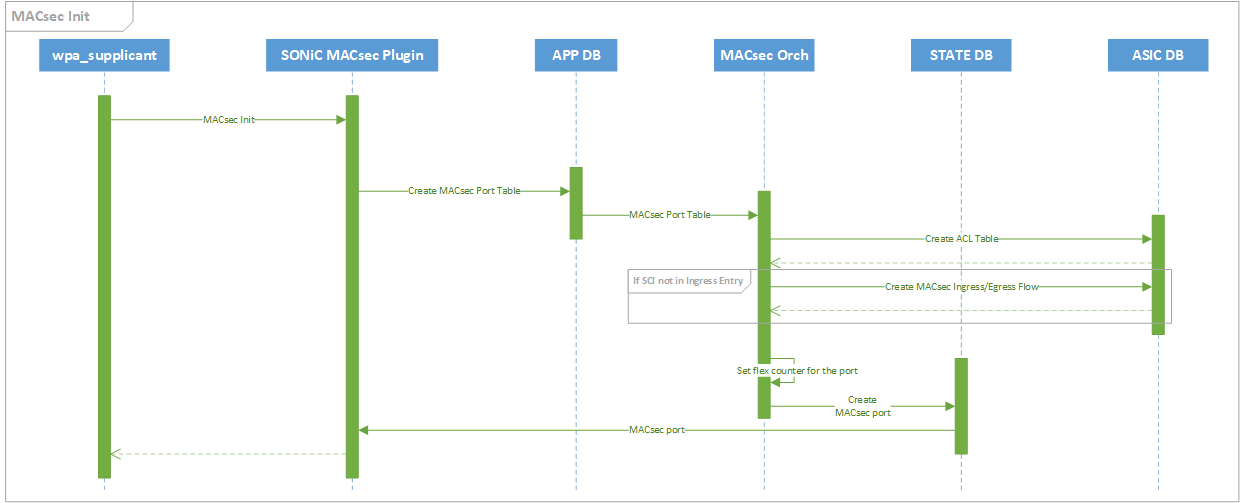 MACsec Init
wpa_supplicant
SONiC MACsec Plugin
APP DB
MACsec Orch
STATE DB
ASIC DB
MACsec Init
Create MACsec Port Table
MACsec Port Table
Create ACL Table
If SCI not in Ingress Entry
Create MACsec Ingress/Egress Flow
Set flex counter for the port
Create
MACsec port
MACsec port